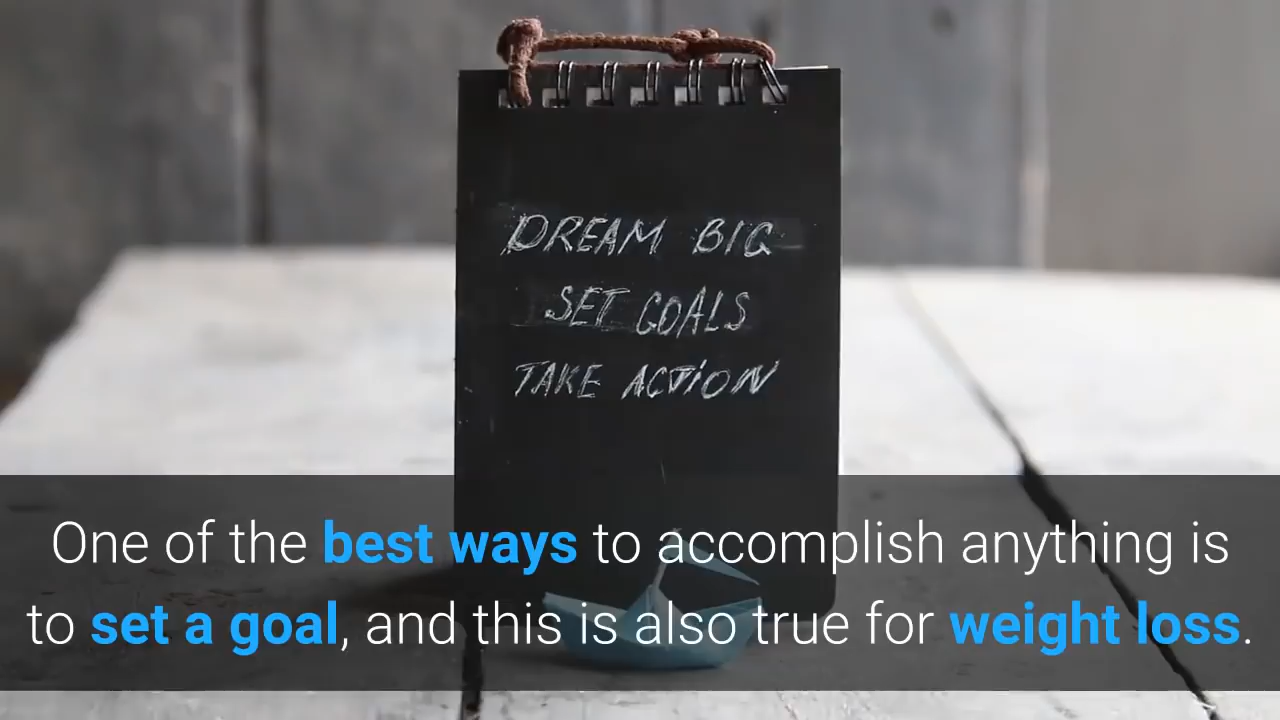 DREAM BIG
SET GOALS
TAKE ACTION
One of the best ways to accomplish anything is
to set a goal, and this is also true for weight loss.